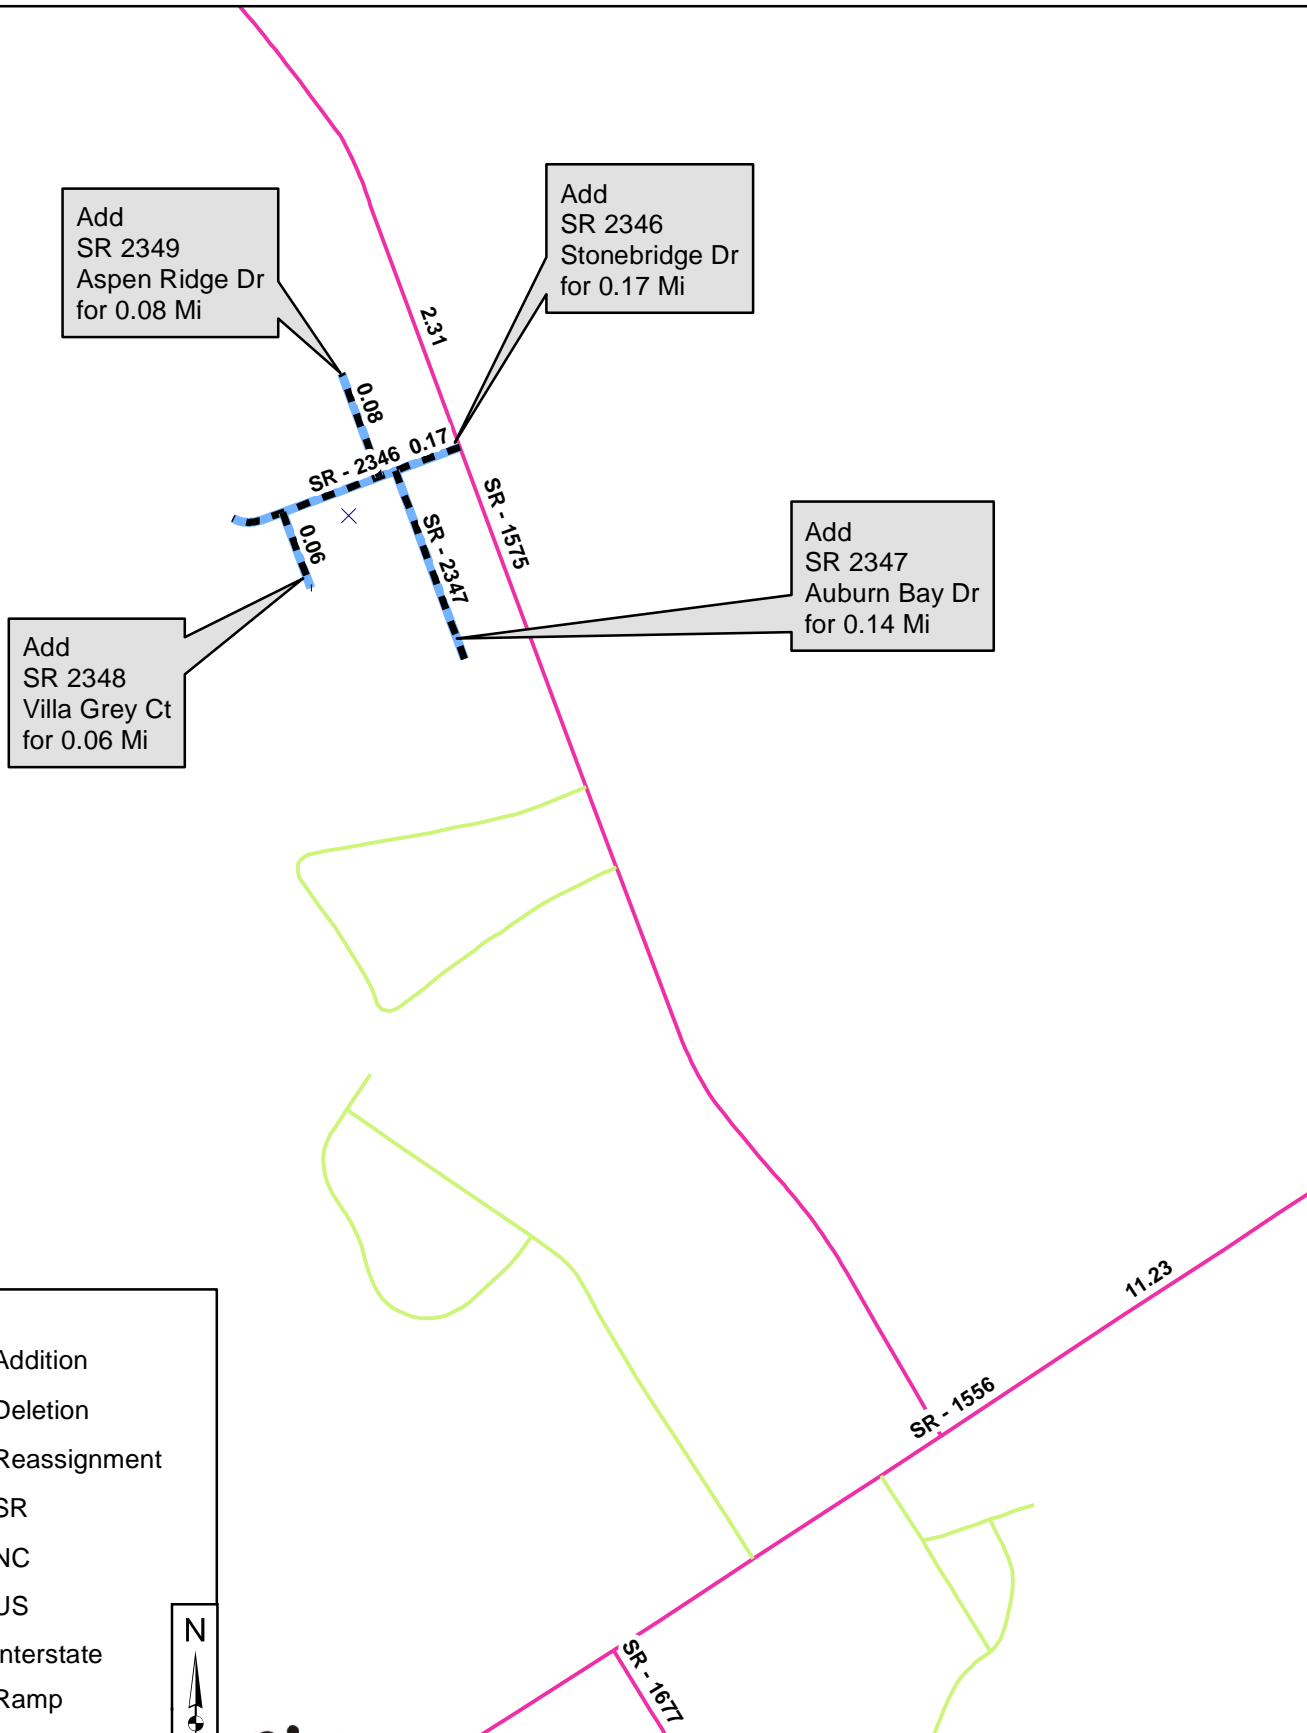 Add
SR 2349
Aspen Ridge Dr
for 0.08 Mi
Add
SR 2346
Stonebridge Dr
for 0.17 Mi
2.31
0.08
0.17
SR - 2346
0.06
SR - 2347
SR - 1575
Add
SR 2347
Auburn Bay Dr
for 0.14 Mi
Add
SR 2348
Villa Grey Ct
for 0.06 Mi
11.23
SR - 1556
SR - 1677
Addition
Deletion
Reassignment
SR
NC
US
Interstate
Ramp
N